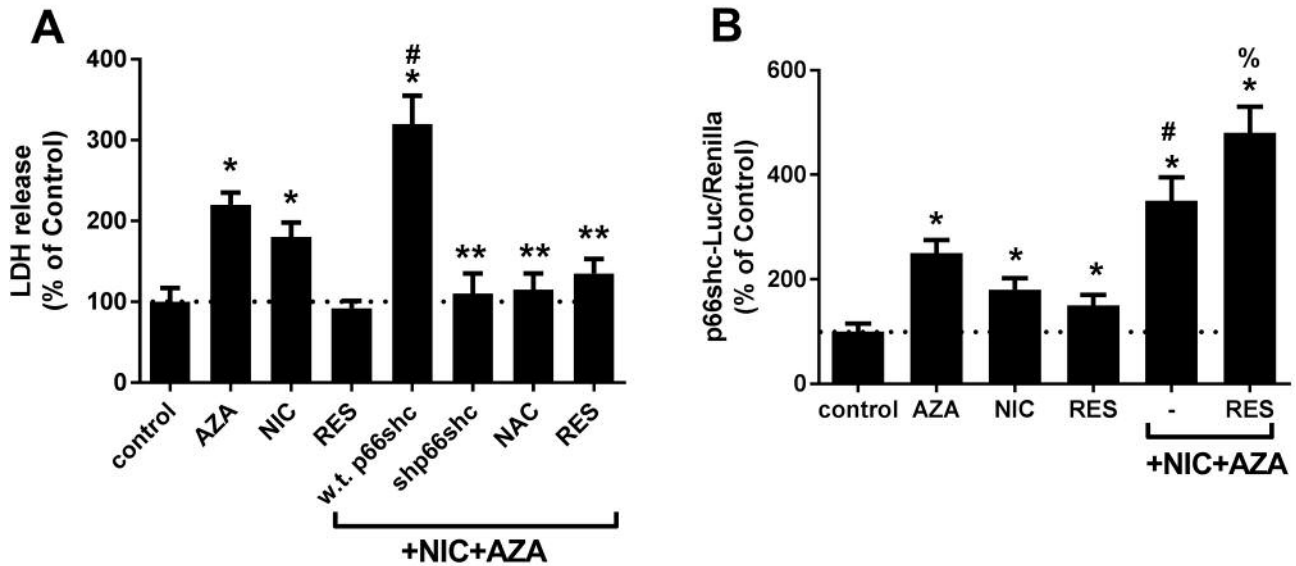 A
LDH release
(% of Control)
400
300
200
100
0
*
*
#
*
**
**
**
control
AZA
NIC
RES
w.t. p66shc
shp66shc
NAC
RES
+NIC+AZA
B
p66shc-Luc/Renilla
(% of Control)
600
400
200
0
*
*
*
#
*
%
*
control AZA NIC RES - RES
+NIC+AZA